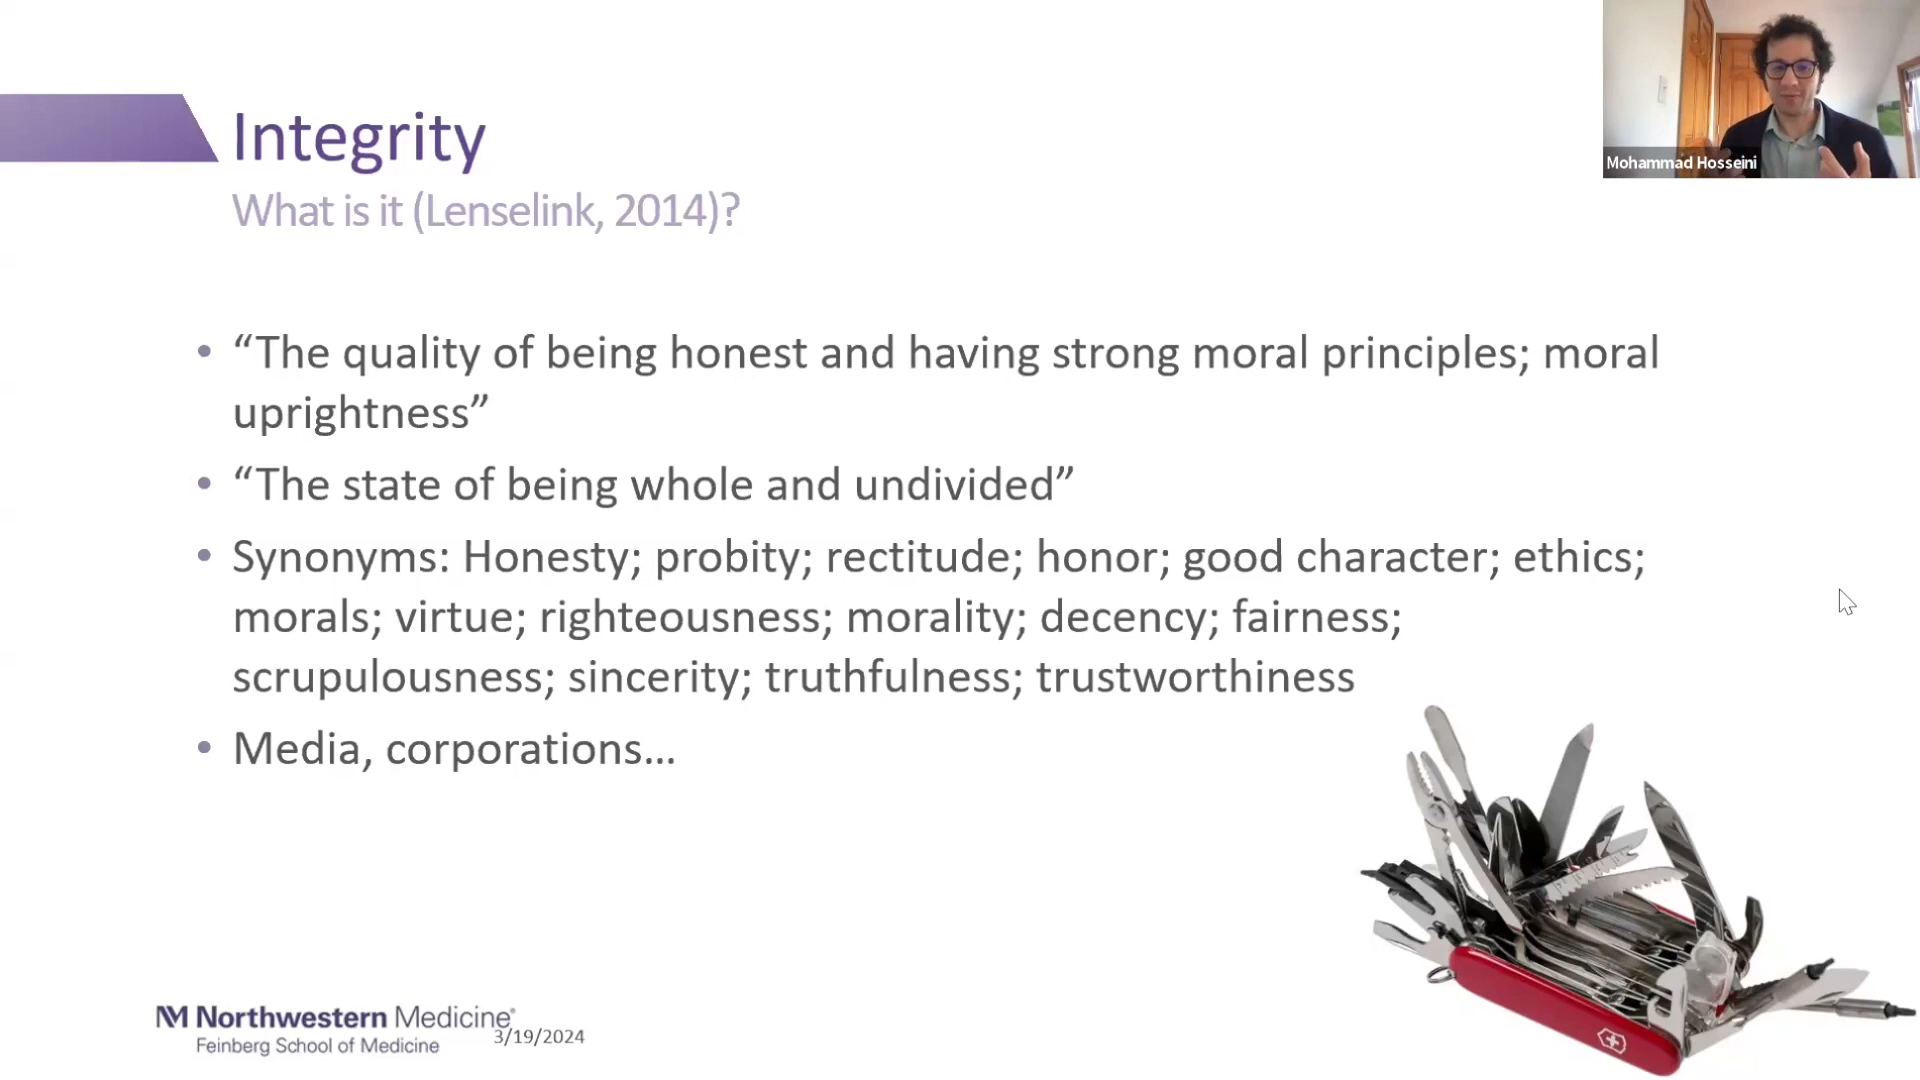 Integrity
What is it (Lenselink, 2014)?
Mohammad Hosseini
• “The quality of being honest and having strong moral principles; moral
uprightness”
• “The state of being whole and undivided”
• Synonyms: Honesty; probity; rectitude; honor; good character; ethics;
morals; virtue; righteousness; morality; decency; fairness;
scrupulousness; sincerity; truthfulness; trustworthiness
• Media, corporations...
NM Northwestern Medicine®
Feinberg School of Medicine
3/19/2024